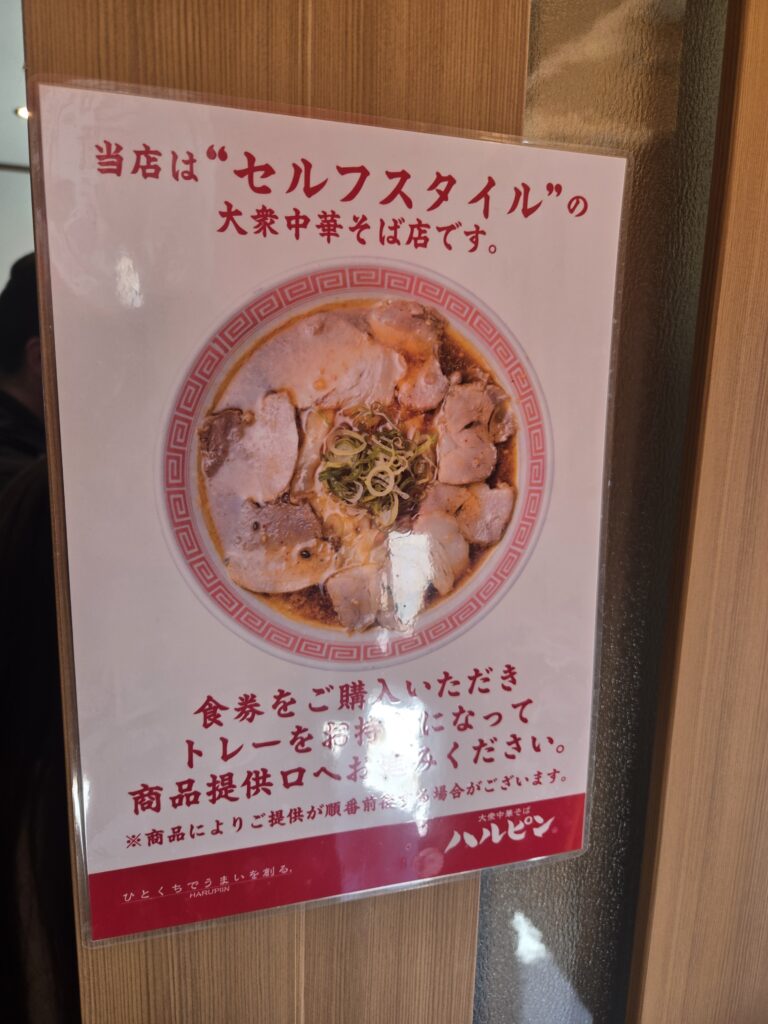 当店は“セルフスタイル”の
大衆中華そば店です。
食券をご購入いただき
トレーをお持ちになって
商品提供口へお進みください。
※商品によりご提供が順番前後する場合がございます。
大衆中華そば
ハルピン
ひとくちでうまいを創る。
HARUPIN